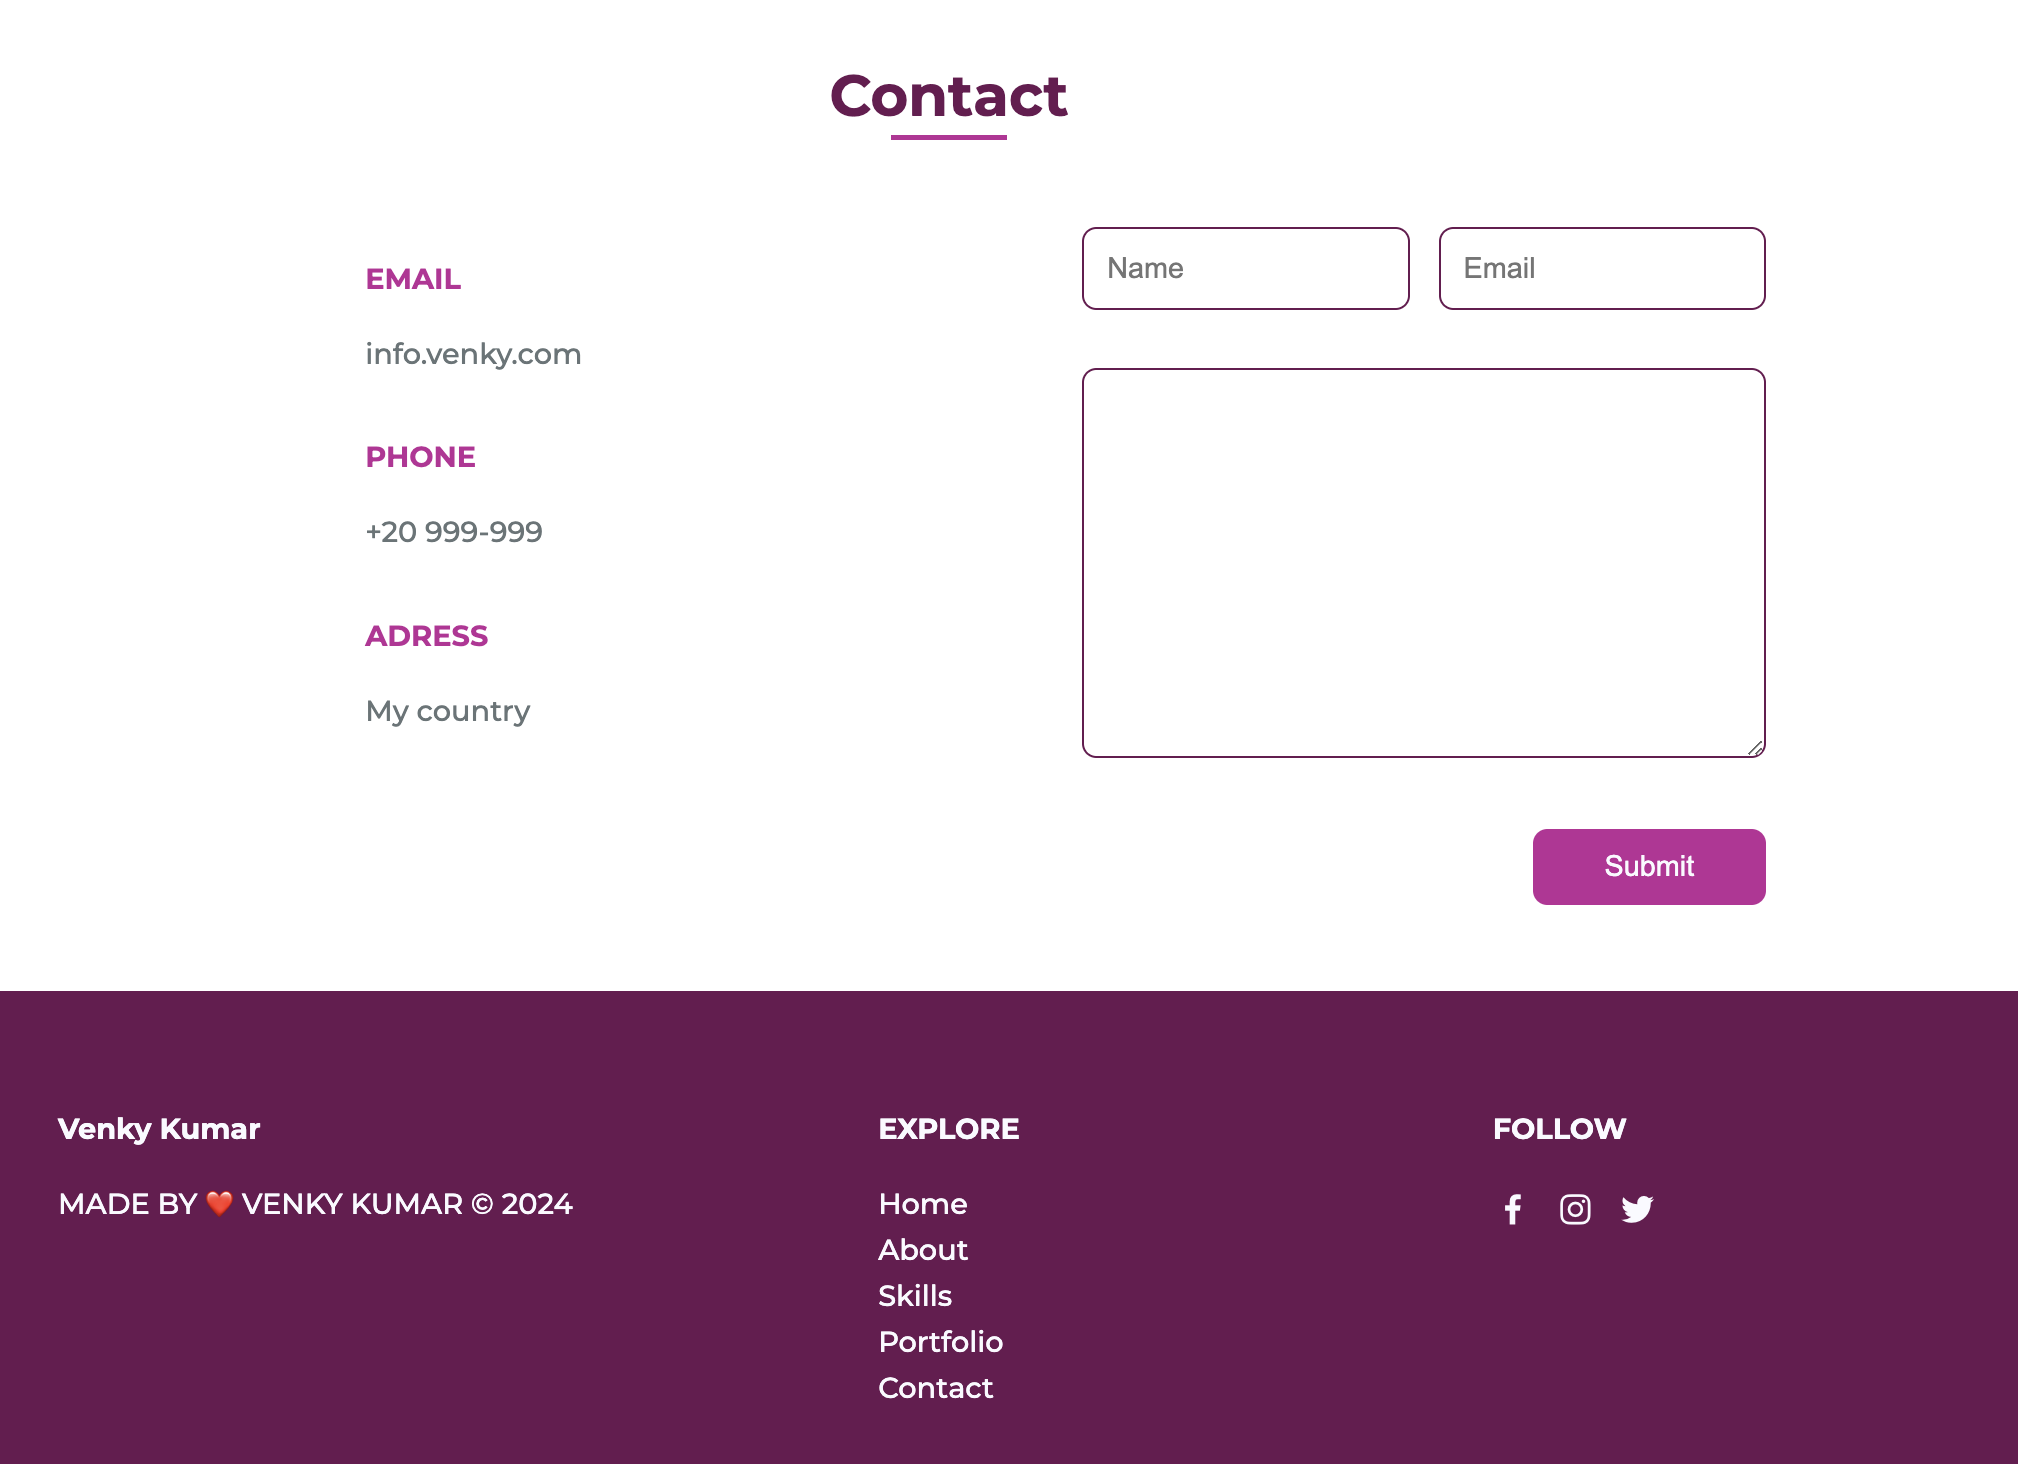 Contact
EMAIL
info.venky.com
PHONE
+20 999-999
ADRESS
My country
Name
Email
Submit
Venky Kumar
MADE BY ❤️ VENKY KUMAR © 2024
EXPLORE
Home
About
Skills
Portfolio
Contact
FOLLOW